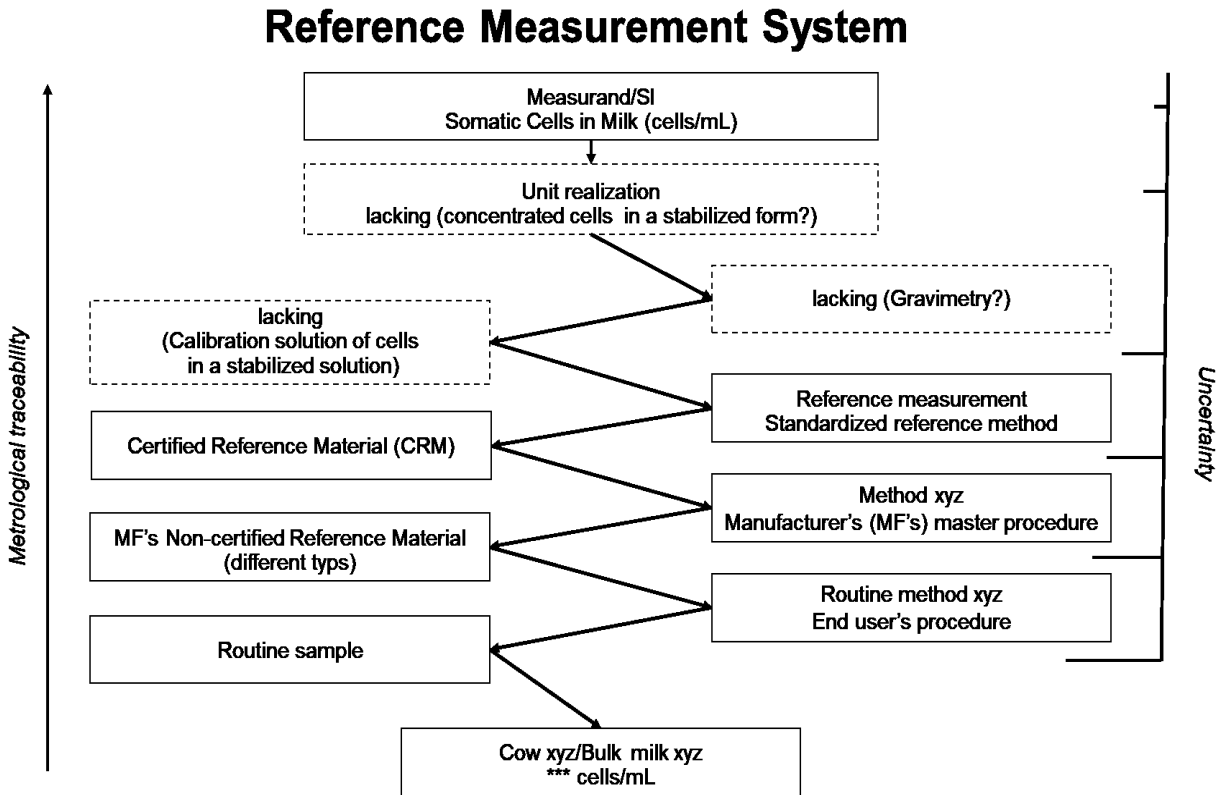 Reference Measurement System
Measurand/SI
Somatic Cells in Milk (cells/mL)
Unit realization
lacking (concentrated cells in a stabilized form?)
lacking (Gravimetry?)
lacking
(Calibration solution of cells
in a stabilized solution)
Reference measurement
Standardized reference method
Certified Reference Material (CRM)
Method xyz
Manufacturer's (MF's) master procedure
MF's Non-certified Reference Material
(different typs)
Routine method xyz
End user's procedure
Routine sample
Cow xyz/Bulk milk xyz
*** cells/mL
Metrological traceability
Uncertainty